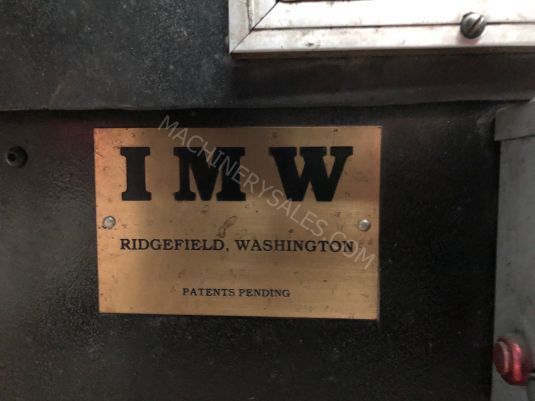 IMW
RIDGEFIELD, WASHINGTON
PATENTS PENDING
MACHINERYSALES.COM